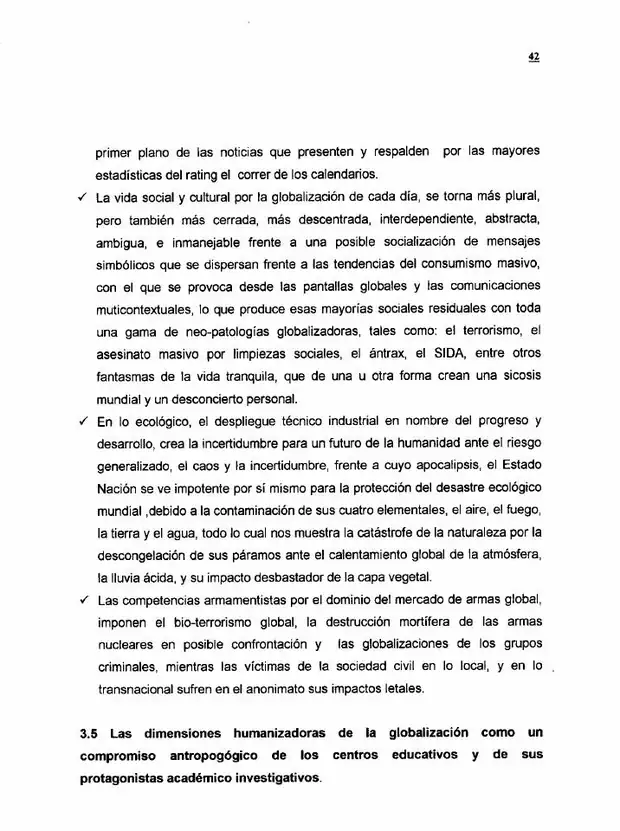 42
primer plano de las noticias que presenten y respalden por las mayores
estadísticas del rating el correr de los calendarios.
✓ La vida social y cultural por la globalización de cada día, se torna más plural,
pero también más cerrada, más descentrada, interdependiente, abstracta,
ambigua, e inmanejable frente a una posible socialización de mensajes
simbólicos que se dispersan frente a las tendencias del consumismo masivo,
con el que se provoca desde las pantallas globales y las comunicaciones
muticontextuales, lo que produce esas mayorías sociales residuales con toda
una gama de neo-patologías globalizadoras, tales como: el terrorismo, el
asesinato masivo por limpiezas sociales, el ántrax, el SIDA, entre otros
fantasmas de la vida tranquila, que de una u otra forma crean una sicosis
mundial y un desconcierto personal.
✓ En lo ecológico, el despliegue técnico industrial en nombre del progreso y
desarrollo, crea la incertidumbre para un futuro de la humanidad ante el riesgo
generalizado, el caos y la incertidumbre, frente a cuyo apocalipsis, el Estado
Nación se ve impotente por sí mismo para la protección del desastre ecológico
mundial ,debido a la contaminación de sus cuatro elementales, el aire, el fuego,
la tierra y el agua, todo lo cual nos muestra la catástrofe de la naturaleza por la
descongelación de sus páramos ante el calentamiento global de la atmósfera,
la lluvia ácida, y su impacto desbastador de la capa vegetal.
✓ Las competencias armamentistas por el dominio del mercado de armas global,
imponen el bio-terrorismo global, la destrucción mortífera de las armas
nucleares en posible confrontación y las globalizaciones de los grupos
criminales, mientras las víctimas de la sociedad civil en lo local, y en lo
transnacional sufren en el anonimato sus impactos letales.
3.5 Las dimensiones humanizadoras de la globalización como un
compromiso antropogógico de los centros educativos y de sus
protagonistas académico investigativos.